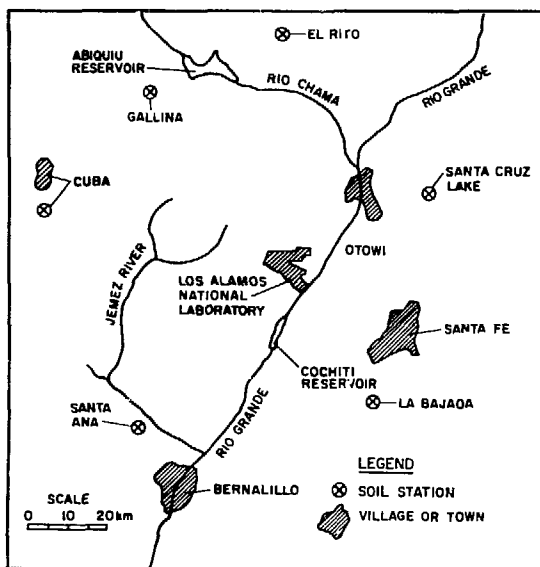 EL RITO
ABIQUIU
RESERVOIR
RIO CHAMA
RIO GRANDE
GALLINA
CUBA
SANTA CRUZ
LAKE
OTOWI
JEMEZ RIVER
LOS ALAMOS
NATIONAL
LABORATORY
SANTA FE
COCHITI
RESERVOIR
LA BAJADA
SANTA
ANA
RIO GRANDE
BERNALILLO
LEGEND
SOIL STATION
VILLAGE OR TOWN
SCALE
0 10 20km